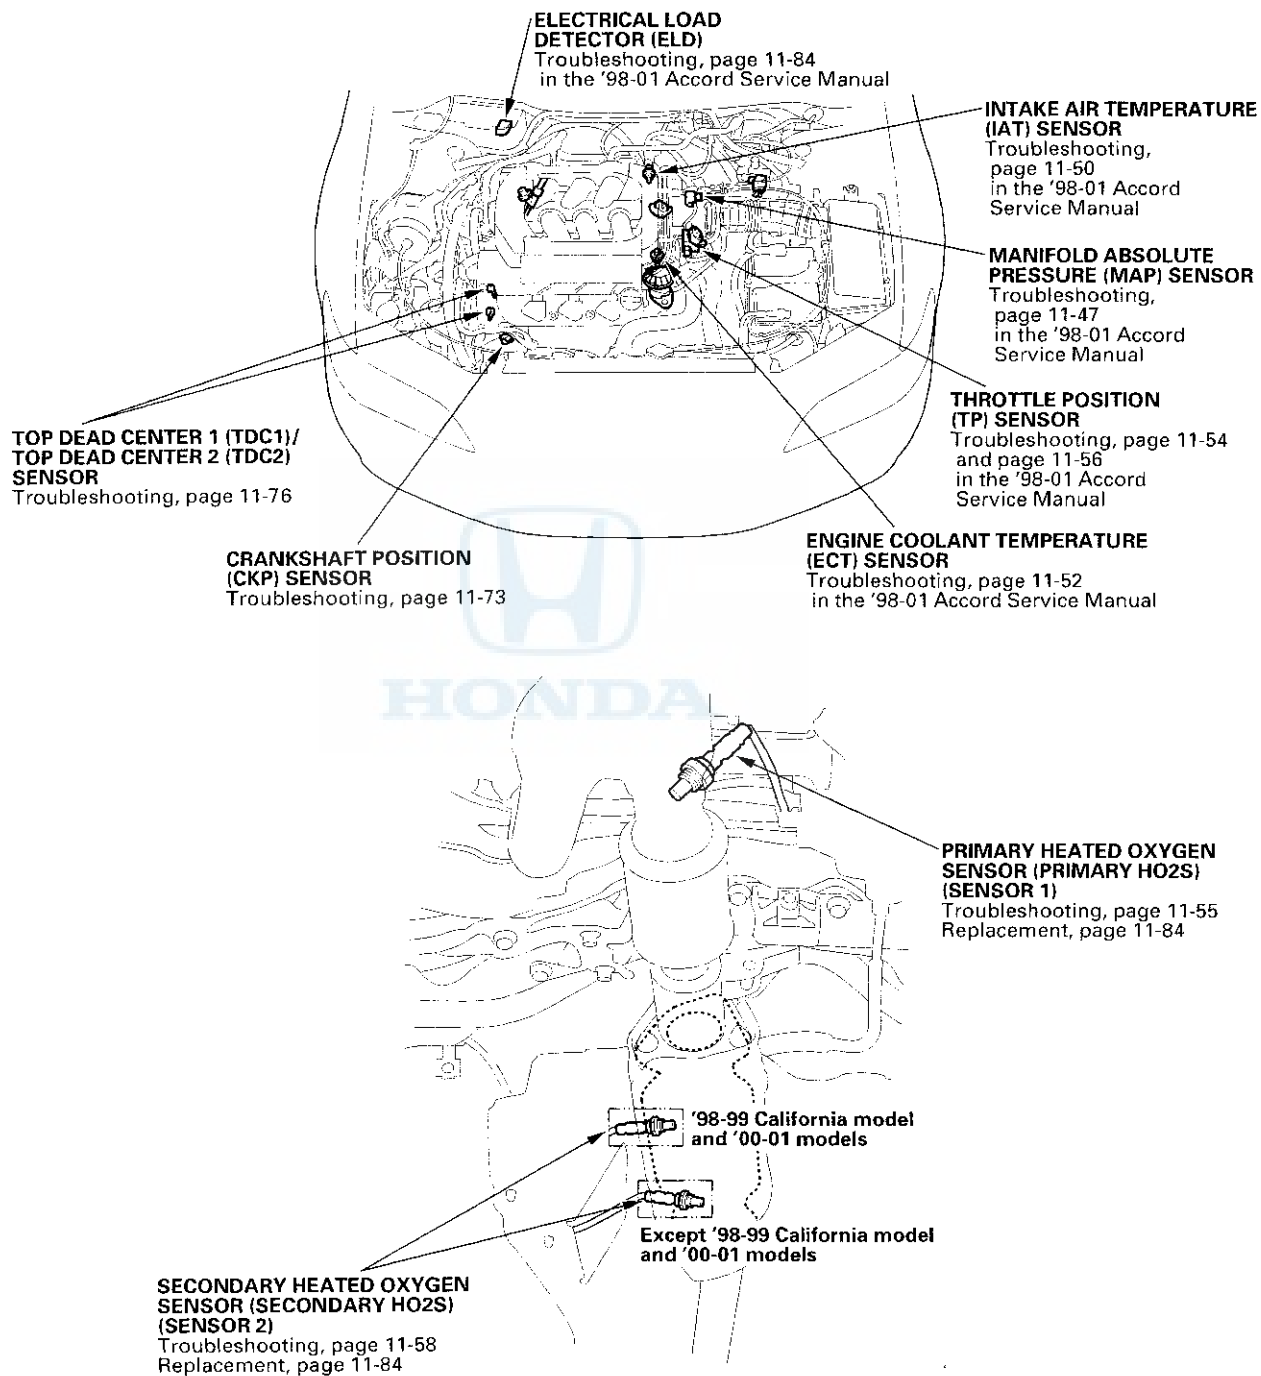 ELECTRICAL LOAD
DETECTOR (ELD)
Troubleshooting, page 11-84
in the '98-01 Accord Service Manual
INTAKE AIR TEMPERATURE
(IAT) SENSOR
Troubleshooting,
page 11-50
in the '98-01 Accord
Service Manual
MANIFOLD ABSOLUTE
PRESSURE (MAP) SENSOR
Troubleshooting,
page 11-47
in the '98-01 Accord
Service Manual
THROTTLE POSITION
(TP) SENSOR
Troubleshooting, page 11-54
and page 11-56
in the '98-01 Accord
Service Manual
TOP DEAD CENTER 1 (TDC1)/
TOP DEAD CENTER 2 (TDC2)
SENSOR
Troubleshooting, page 11-76
CRANKSHAFT POSITION
(CKP) SENSOR
Troubleshooting, page 11-73
ENGINE COOLANT TEMPERATURE
(ECT) SENSOR
Troubleshooting, page 11-52
in the '98-01 Accord Service Manual
HONDA
PRIMARY HEATED OXYGEN
SENSOR (PRIMARY HO2S)
(SENSOR 1)
Troubleshooting, page 11-55
Replacement, page 11-84
'98-99 California model
and '00-01 models
Except '98-99 California model
and '00-01 models
SECONDARY HEATED OXYGEN
SENSOR (SECONDARY HO2S)
(SENSOR 2)
Troubleshooting, page 11-58
Replacement, page 11-84